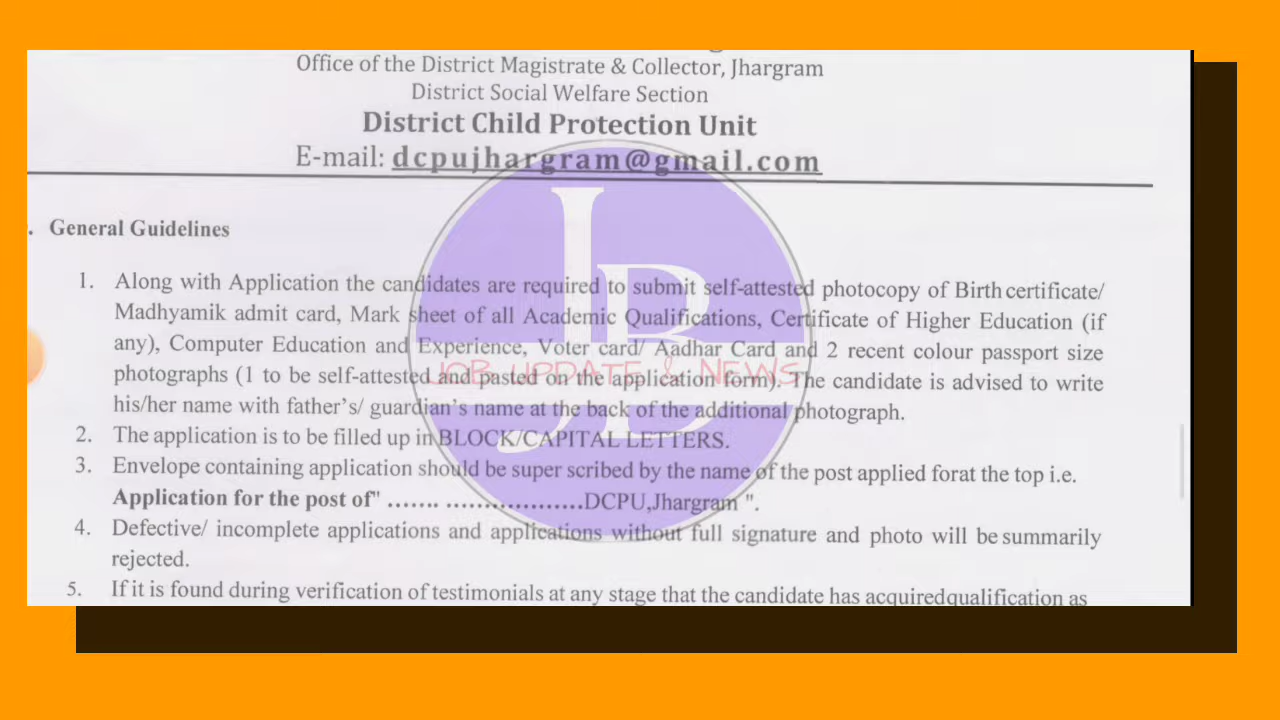 Office of the District Magistrate & Collector, Jhargram
District Social Welfare Section
District Child Protection Unit
E-mail: dcpujhargram@gmail.com
. General Guidelines
1. Along with Application the candidates are required to submit self-attested photocopy of Birth certificate/
Madhyamik admit card, Mark sheet of all Academic Qualifications, Certificate of Higher Education (if
any), Computer Education and Experience, Voter card/ Aadhar Card and 2 recent colour passport size
JOB UPDATE & NEWS
photographs (1 to be self-attested and pasted on the application form). The candidate is advised to write
his/her name with father's/ guardian's name at the back of the additional photograph.
2. The application is to be filled up in BLOCK/CAPITAL LETTERS.
3. Envelope containing application should be super scribed by the name of the post applied forat the top i.e.
Application for the post of" ....... ..................DCPU,Jhargram ".
4. Defective/ incomplete applications and applications without full signature and photo will be summarily
rejected.
5. If it is found during verification of testimonials at any stage that the candidate has acquiredqualification as